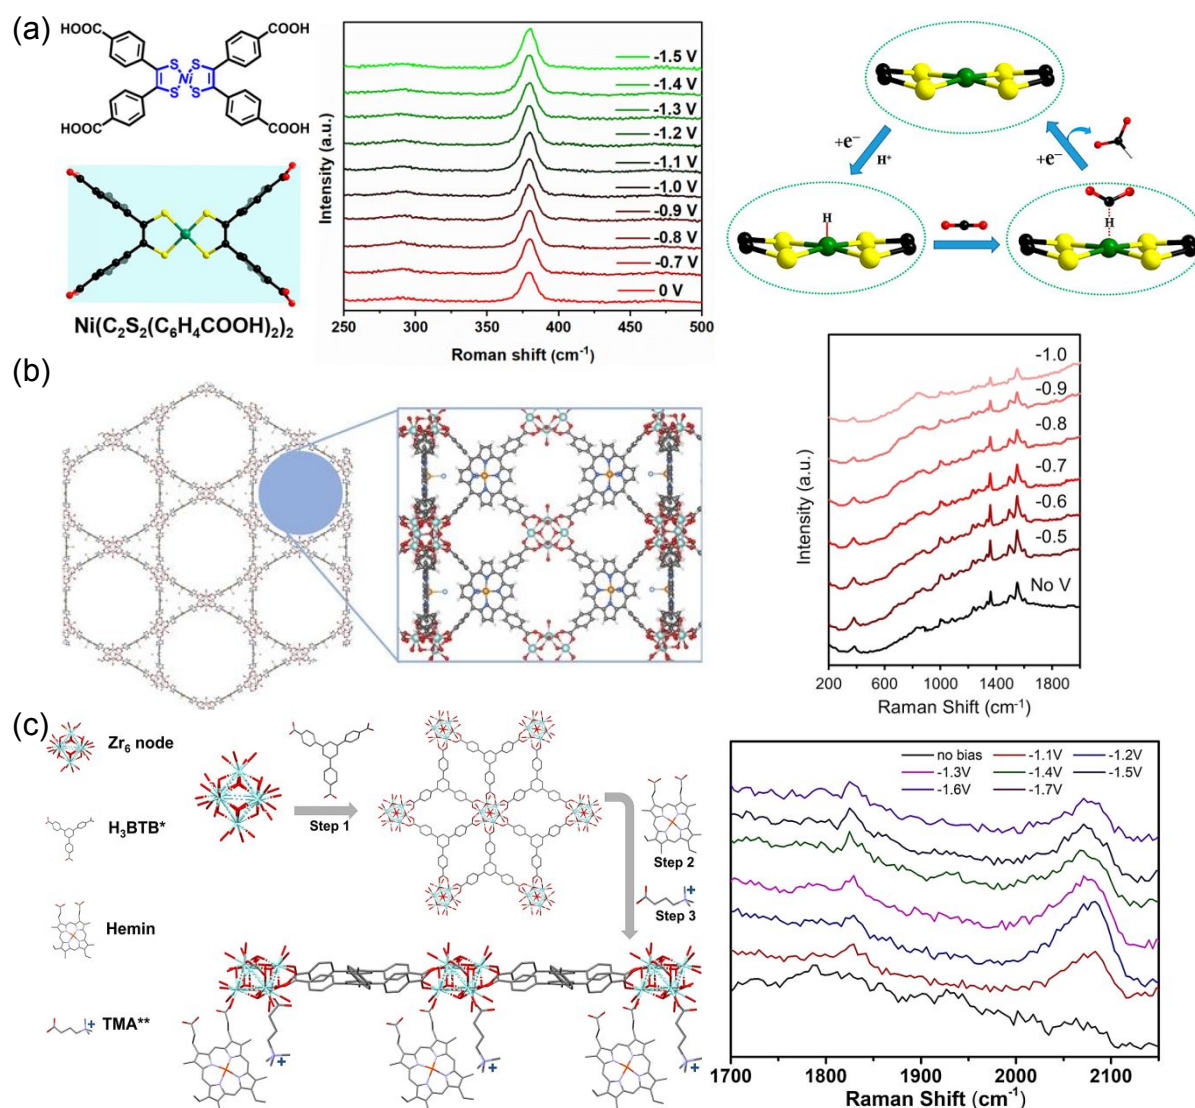 (a)
HOOC
COOH
S
S
Ni
S
S
HOOC
COOH
Ni(C₂S₂(C₆H₄COOH)₂)₂
Intensity (a.u.)
-1.5 V
-1.4 V
-1.3 V
-1.2 V
-1.1 V
-1.0 V
-0.9 V
-0.8 V
-0.7 V
0 V
250 300 350 400 450 500
Roman shift (cm⁻¹)
+e⁻
H⁺
+e⁻
H
H
(b)
Intensity (a.u.)
-1.0
-0.9
-0.8
-0.7
-0.6
-0.5
No V
200 600 1000 1400 1800
Raman Shift (cm⁻¹)
(c)
Zr₆ node
H₃BTB*
Hemin
TMA**
+
Step 1
Step 2
+
Step 3
+
+
+
no bias -1.1V -1.2V
-1.3V -1.4V -1.5V
-1.6V -1.7V
Intensity (a.u.)
1700 1800 1900 2000 2100
Raman Shift (cm⁻¹)